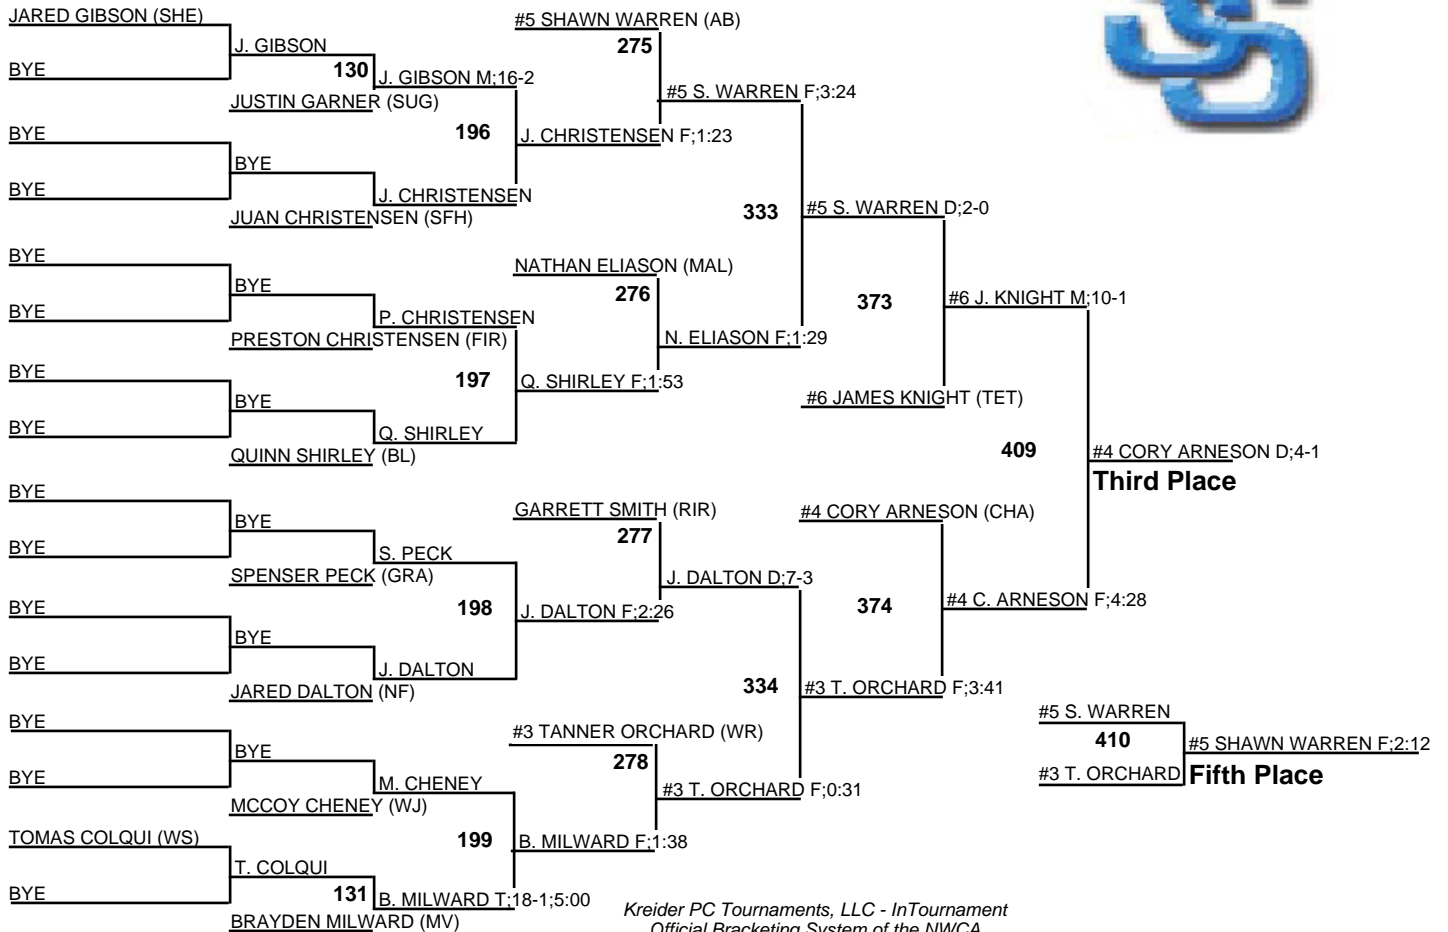 JARED GIBSON (SHE)
J. GIBSON
BYE
130
J. GIBSON M;16-2
JUSTIN GARNER (SUG)
196
BYE
BYE
BYE
J. CHRISTENSEN
JUAN CHRISTENSEN (SFH)
#5 SHAWN WARREN (AB)
275
#5 S. WARREN F;3:24
J. CHRISTENSEN F;1:23
333
#5 S. WARREN D;2-0
BYE
BYE
BYE
P. CHRISTENSEN
PRESTON CHRISTENSEN (FIR)
197
BYE
BYE
BYE
Q. SHIRLEY
QUINN SHIRLEY (BL)
NATHAN ELIASON (MAL)
276
N. ELIASON F;1:29
Q. SHIRLEY F;1:53
373
#6 J. KNIGHT M;10-1
#6 JAMES KNIGHT (TET)
409
#4 CORY ARNESON D;4-1
Third Place
BYE
BYE
BYE
S. PECK
SPENSER PECK (GRA)
198
BYE
BYE
BYE
J. DALTON
JARED DALTON (NF)
GARRETT SMITH (RIR)
277
J. DALTON D;7-3
J. DALTON F;2:26
#4 CORY ARNESON (CHA)
374
#4 C. ARNESON F;4:28
334
#3 T. ORCHARD F;3:41
BYE
BYE
BYE
M. CHENEY
MCCOY CHENEY (WJ)
199
TOMAS COLQUI (WS)
T. COLQUI
BYE
131
B. MILWARD T;18-1;5:00
BRAYDEN MILWARD (MV)
#3 TANNER ORCHARD (WR)
278
#3 T. ORCHARD F;0:31
B. MILWARD F;1:38
#5 S. WARREN
410
#5 SHAWN WARREN F;2:12
#3 T. ORCHARD
Fifth Place
Kreider PC Tournaments, LLC - InTournament
Official Bracketing System of the NWCA